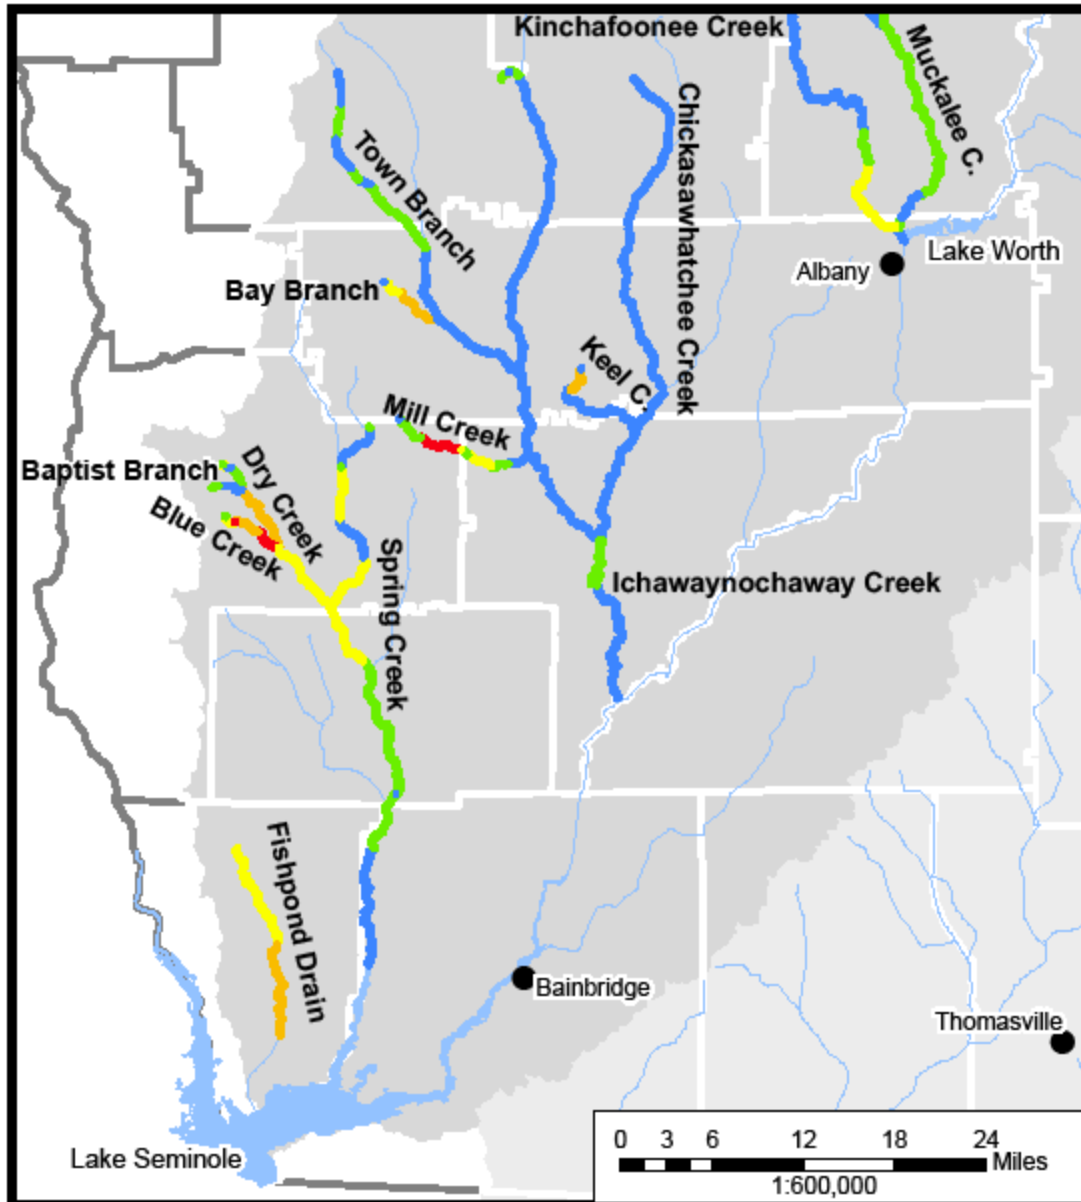 Kinchafoonee Creek
Muckalee C.
Chickasawhatchee Creek
Town Branch
Lake Worth
Albany
Bay Branch
Keel C.
Mill Creek
Baptist Branch
Dry Creek
Blue Creek
Spring Creek
Ichawaynochaway Creek
Fishpond Drain
Bainbridge
Thomasville
Lake Seminole
0 3 6 12 18 24
Miles
1:600,000